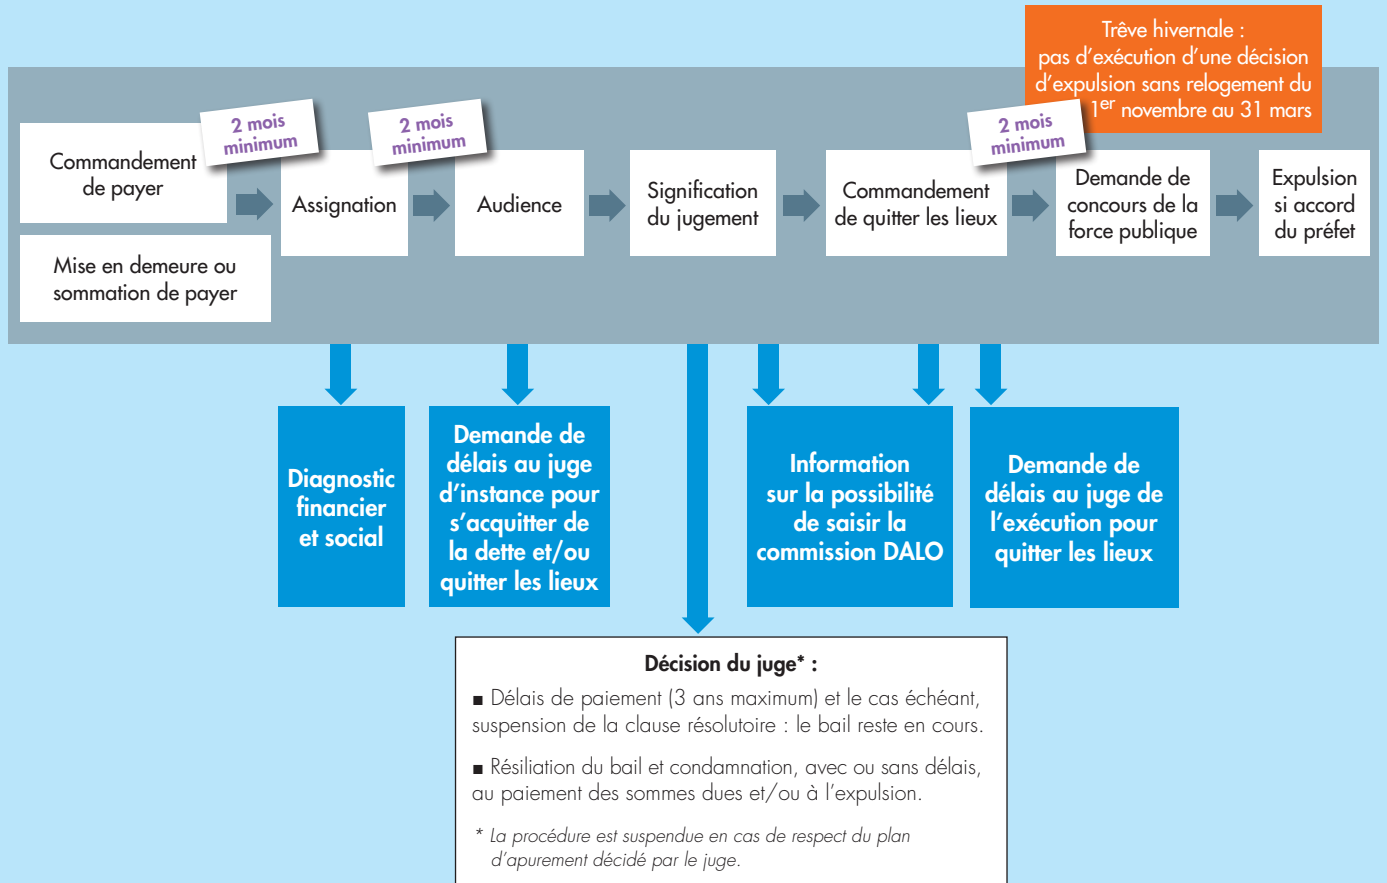 Trêve hivernale :
pas d'exécution d'une décision
d'expulsion sans relogement du
1er novembre au 31 mars
2 mois
minimum
2 mois
minimum
2 mois
minimum
Commandement
de payer
Mise en demeure ou
sommation de payer
Assignation
Audience
Signification
du jugement
Commandement
de quitter les lieux
Demande de
concours de la
force publique
Expulsion
si accord
du préfet
Diagnostic
financier
et social
Demande de
délais au juge
d'instance pour
s'acquitter de
la dette et/ou
quitter les lieux
Information
sur la possibilité
de saisir la
commission DALO
Demande de
délais au juge de
l'exécution pour
quitter les lieux
Décision du juge* :
■ Délais de paiement (3 ans maximum) et le cas échéant,
suspension de la clause résolutoire : le bail reste en cours.
■ Résiliation du bail et condamnation, avec ou sans délais,
au paiement des sommes dues et/ou à l'expulsion.
* La procédure est suspendue en cas de respect du plan
d'apurement décidé par le juge.